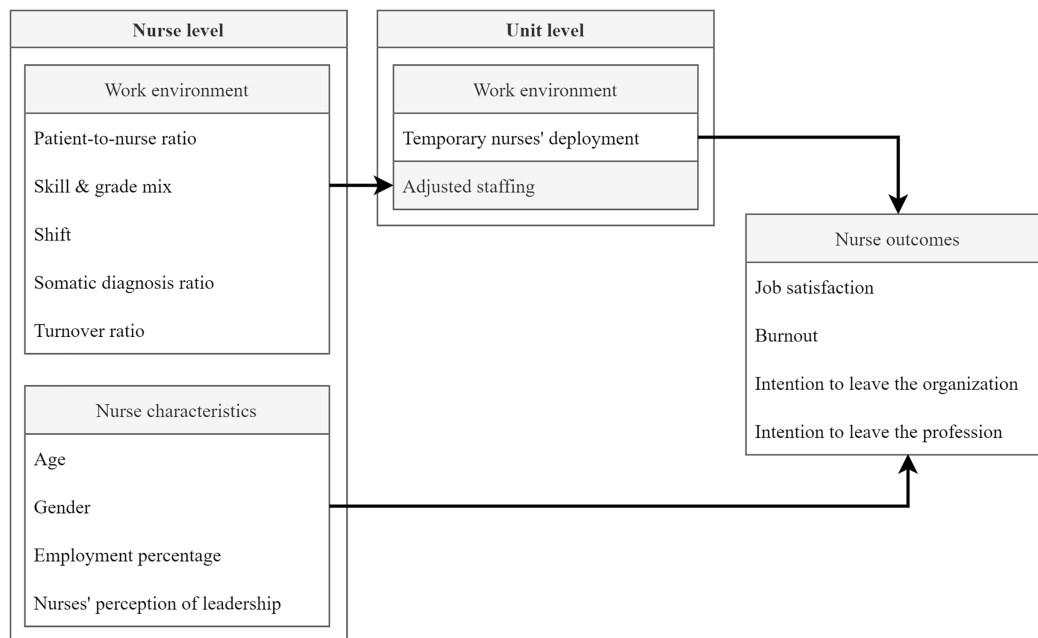 Nurse level
Work environment
Patient-to-nurse ratio
Skill & grade mix
Shift
Somatic diagnosis ratio
Turnover ratio
Nurse characteristics
Age
Gender
Employment percentage
Nurses' perception of leadership
Unit level
Work environment
Temporary nurses' deployment
Adjusted staffing
Nurse outcomes
Job satisfaction
Burnout
Intention to leave the organization
Intention to leave the profession